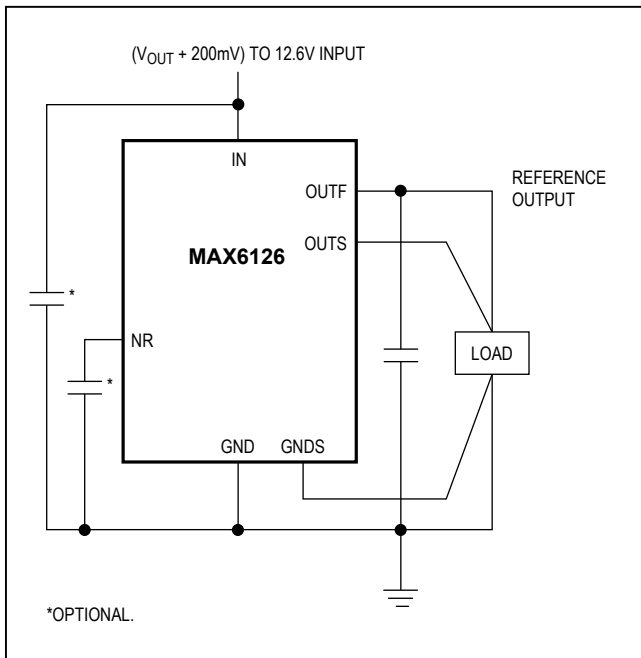 (VOUT + 200mV) TO 12.6V INPUT
IN
OUTF
REFERENCE
OUTPUT
OUTS
MAX6126
*
NR
LOAD
*
GND
GNDS
*OPTIONAL.